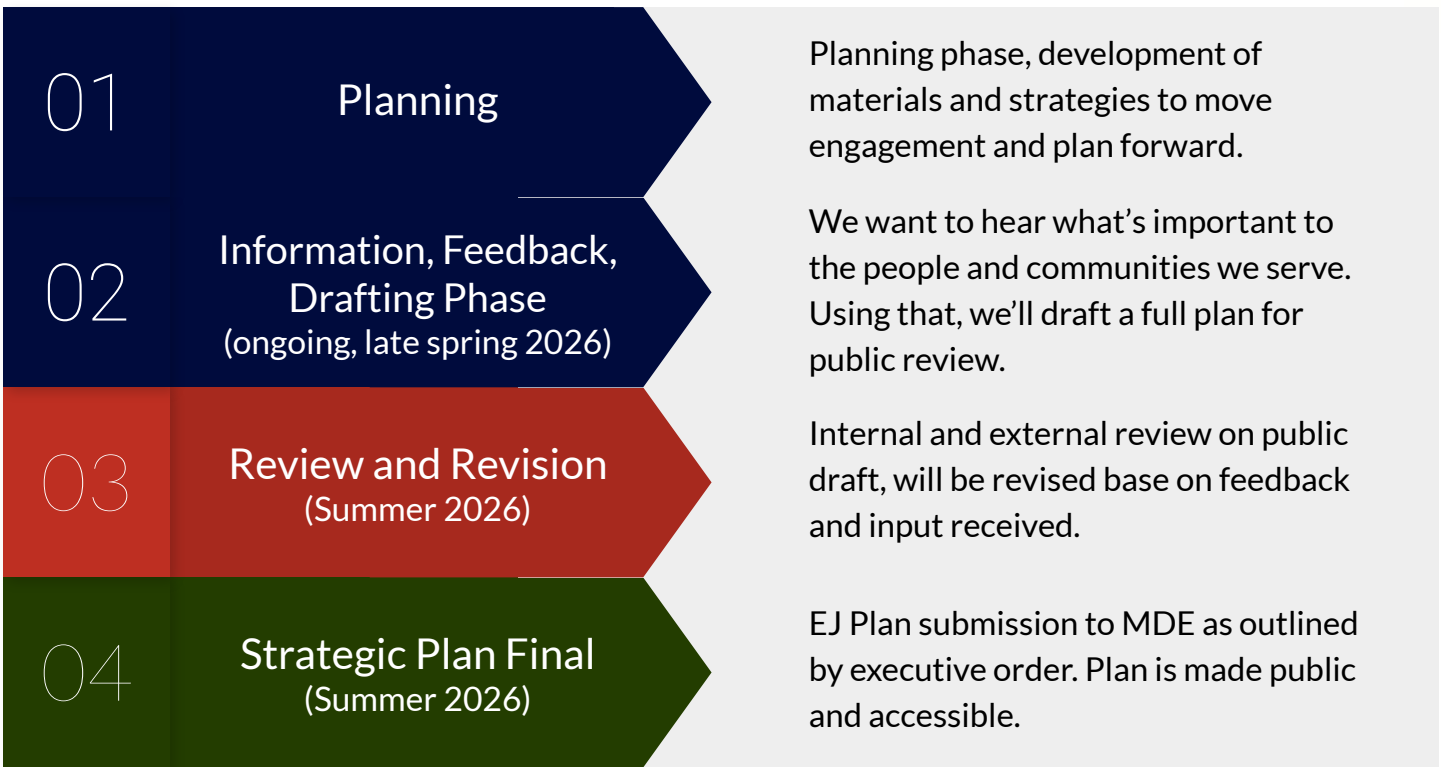 01
Planning
Planning phase, development of
materials and strategies to move
engagement and plan forward.
02
Information, Feedback,
Drafting Phase
(ongoing, late spring 2026)
We want to hear what’s important to
the people and communities we serve.
Using that, we’ll draft a full plan for
public review.
03
Review and Revision
(Summer 2026)
Internal and external review on public
draft, will be revised base on feedback
and input received.
04
Strategic Plan Final
(Summer 2026)
EJ Plan submission to MDE as outlined
by executive order. Plan is made public
and accessible.